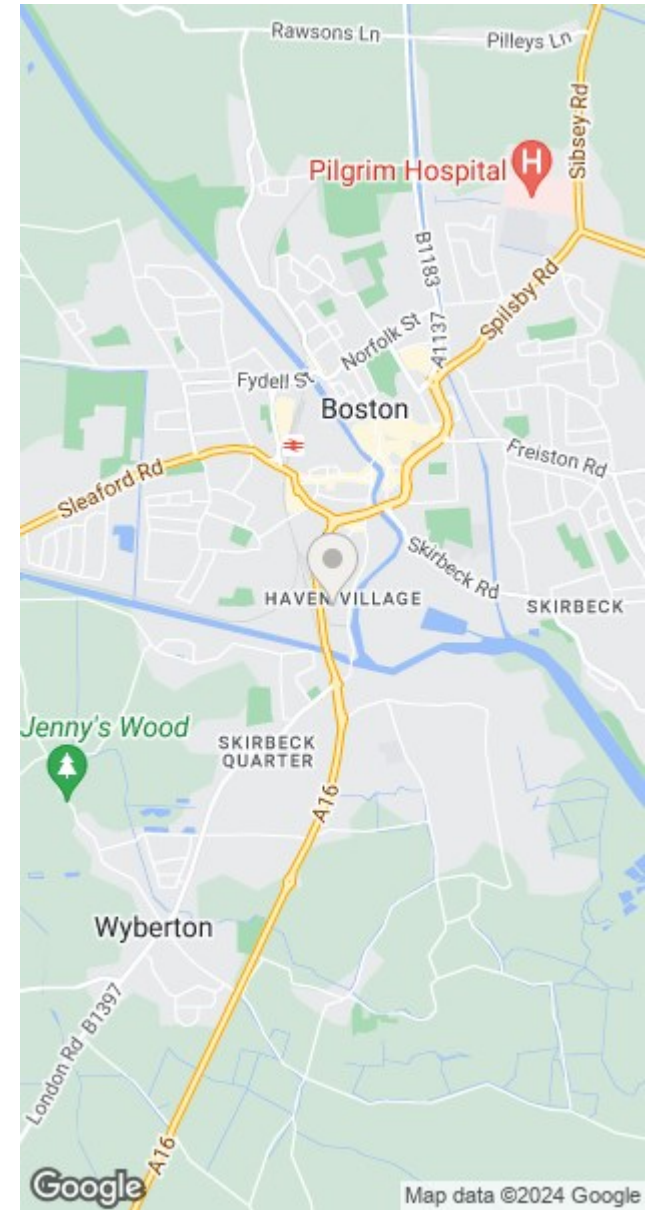 Rawsons Ln
Pilleys Ln
Sibsey Rd
Pilgrim Hospital
H
B1183
Spilsby Rd
Norfolk St
A1137
Fydell St
Boston
Freiston Rd
Sleaford Rd
Skirbeck Rd
HAVEN VILLAGE
SKIRBECK
Jenny's Wood
SKIRBECK
QUARTER
A16
Wyberton
London Rd B1397
A16
Google
Map data ©2024 Google